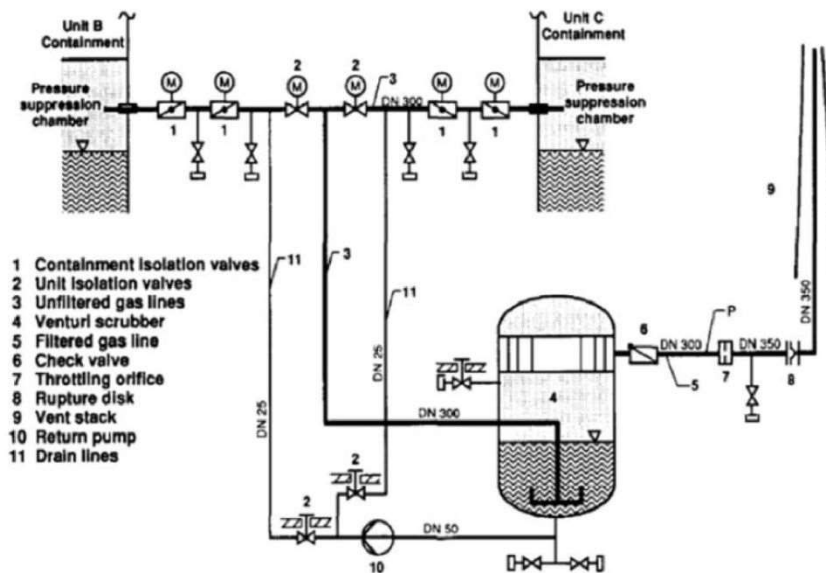 Unit B
Containment
Unit C
Containment
2
2
M
M
M
M
M
M
3
DN 300
Pressure
suppression
chamber
Pressure
suppression
chamber
1
1
1
1
9
1 Containment isolation valves
2 Unit isolation valves
3 Unfiltered gas lines
4 Venturi scrubber
5 Filtered gas line
6 Check valve
7 Throttling orifice
8 Rupture disk
9 Vent stack
10 Return pump
11 Drain lines
11
3
11
DN 25
DN 25
DN 300
DN 350
6
P
DN 300
DN 350
5
7
8
4
2
2
DN 50
10